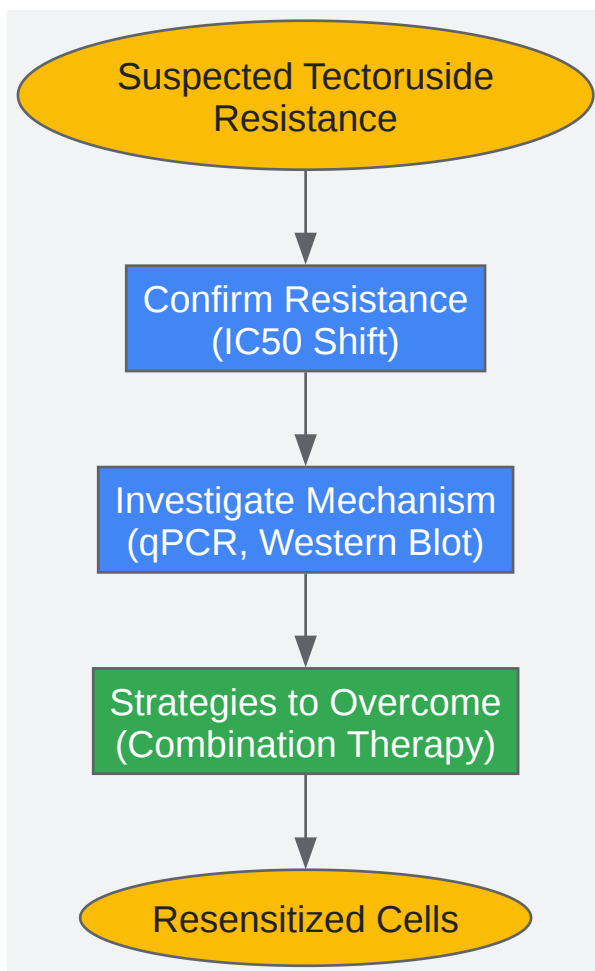 Suspected Tectoruside
Resistance
Confirm Resistance
(IC50 Shift)
Investigate Mechanism
(qPCR, Western Blot)
Strategies to Overcome
(Combination Therapy)
Resensitized Cells